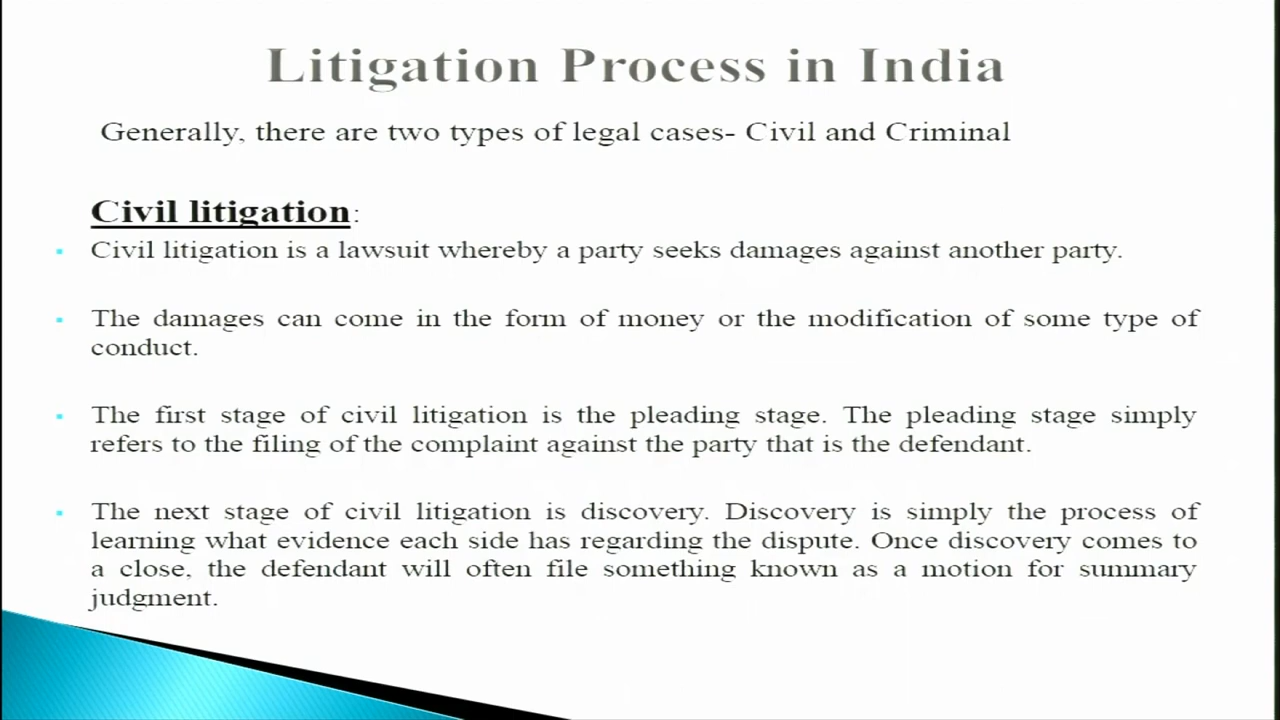 Litigation Process in India
Generally, there are two types of legal cases- Civil and Criminal
Civil litigation:
▪ Civil litigation is a lawsuit whereby a party seeks damages against another party.
▪ The damages can come in the form of money or the modification of some type of
conduct.
▪ The first stage of civil litigation is the pleading stage. The pleading stage simply
refers to the filing of the complaint against the party that is the defendant.
▪ The next stage of civil litigation is discovery. Discovery is simply the process of
learning what evidence each side has regarding the dispute. Once discovery comes to
a close, the defendant will often file something known as a motion for summary
judgment.